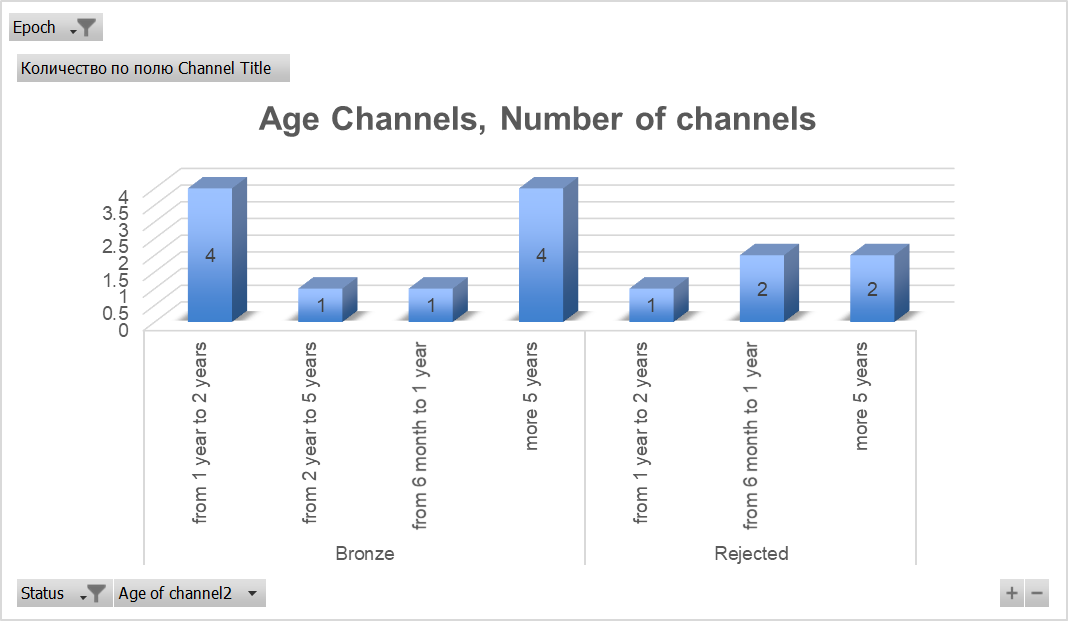 Epoch
Количество по полю Channel Title
Age Channels, Number of channels
4
3.5
3
2.5
2
1.5
1
0.5
0
4
1
1
4
1
2
2
from 1 year to 2 years
from 2 year to 5 years
from 6 month to 1 year
more 5 years
from 1 year to 2 years
from 6 month to 1 year
more 5 years
Bronze
Rejected
Status
Age of channel2
+
−